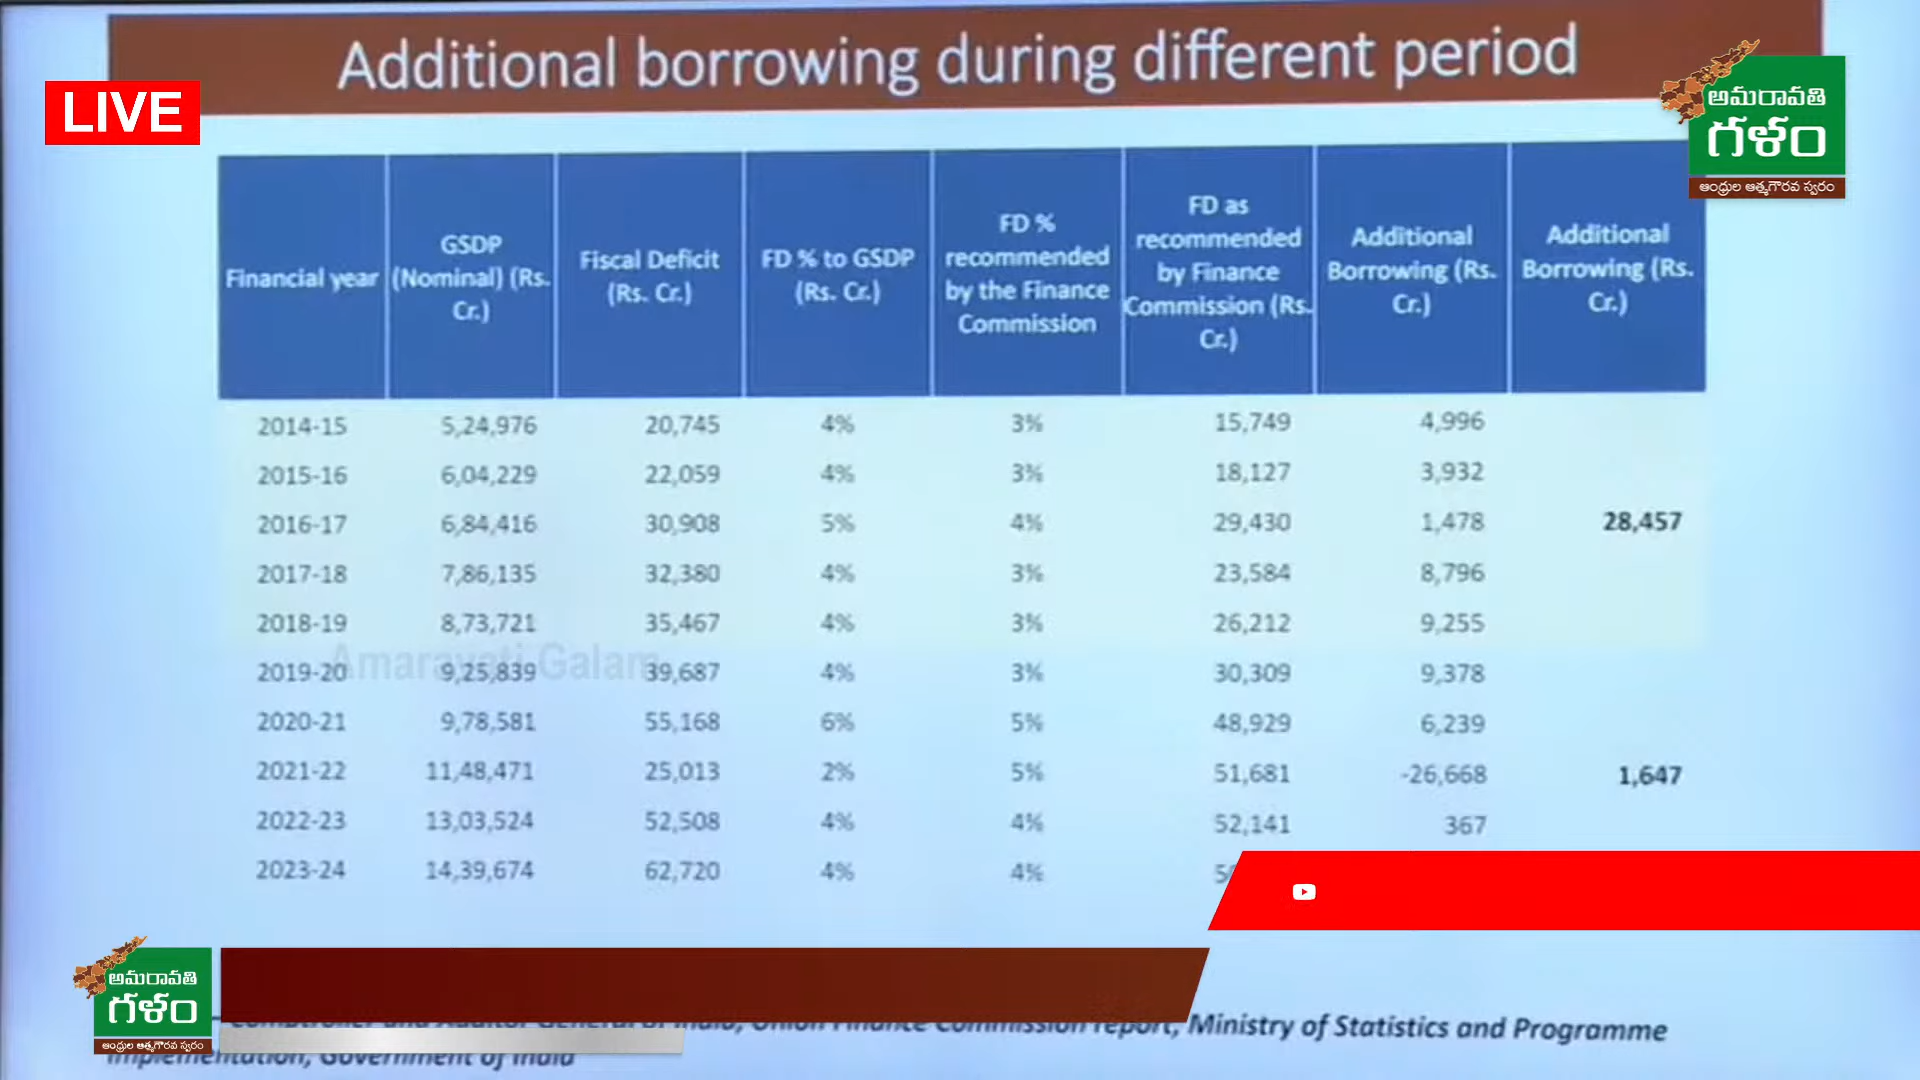 Additional borrowing during different period
LIVE
అమరావతి
గళం
ఆంధ్రుల ఆత్మగౌరవ స్వరం
Financial year
GSDP
(Nominal) (Rs.
Cr.)
Fiscal Deficit
(Rs. Cr.)
FD % to GSDP
(Rs. Cr.)
FD %
recommended
by the Finance
Commission
FD as
recommended
by Finance
Commission (Rs.
Cr.)
Additional
Borrowing (Rs.
Cr.)
Additional
Borrowing (Rs.
Cr.)
2014-15 5,24,976 20,745 4% 3% 15,749 4,996
2015-16 6,04,229 22,059 4% 3% 18,127 3,932
2016-17 6,84,416 30,908 5% 4% 29,430 1,478 28,457
2017-18 7,86,135 32,380 4% 3% 23,584 8,796
2018-19 8,73,721 35,467 4% 3% 26,212 9,255
Amaravati Galam
2019-20 9,25,839 39,687 4% 3% 30,309 9,378
2020-21 9,78,581 55,168 6% 5% 48,929 6,239
2021-22 11,48,471 25,013 2% 5% 51,681 -26,668 1,647
2022-23 13,03,524 52,508 4% 4% 52,141 367
2023-24 14,39,674 62,720 4% 4%
అమరావతి
గళం
ఆంధ్రుల ఆత్మగౌరవ స్వరం
Commission report, Ministry of Statistics and Programme
Implementation, Government of India